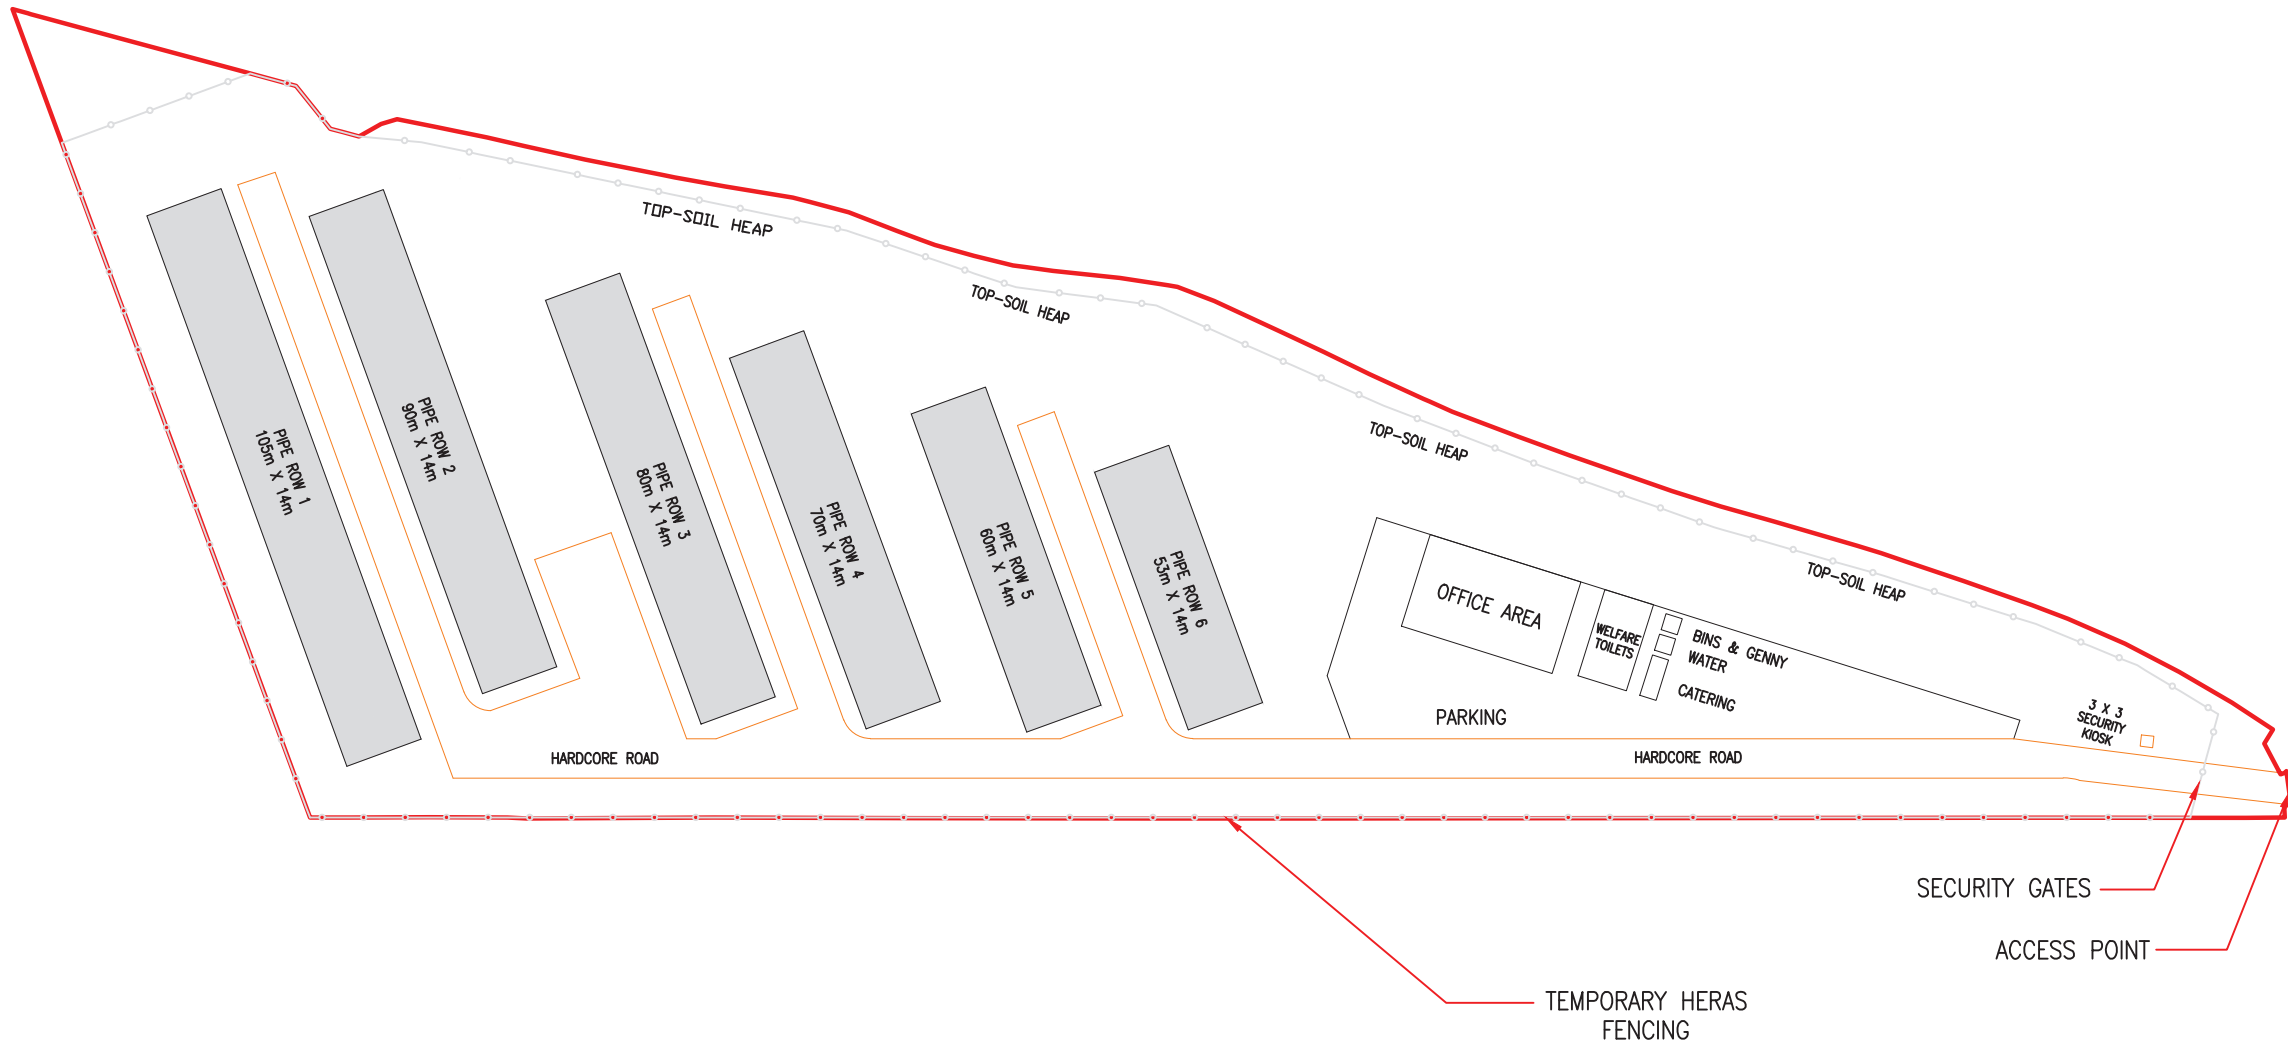 TOP-SOIL HEAP
TOP-SOIL HEAP
TOP-SOIL HEAP
TOP-SOIL HEAP
PIPE ROW 1
105m X 14m
PIPE ROW 2
90m X 14m
PIPE ROW 3
80m X 14m
PIPE ROW 4
70m X 14m
PIPE ROW 5
60m X 14m
PIPE ROW 6
53m X 14m
OFFICE AREA
WELFARE
TOILETS
BINS & GENNY
WATER
CATERING
PARKING
3 X 3
SECURITY
KIOSK
HARDCORE ROAD
HARDCORE ROAD
SECURITY GATES
ACCESS POINT
TEMPORARY HERAS
FENCING